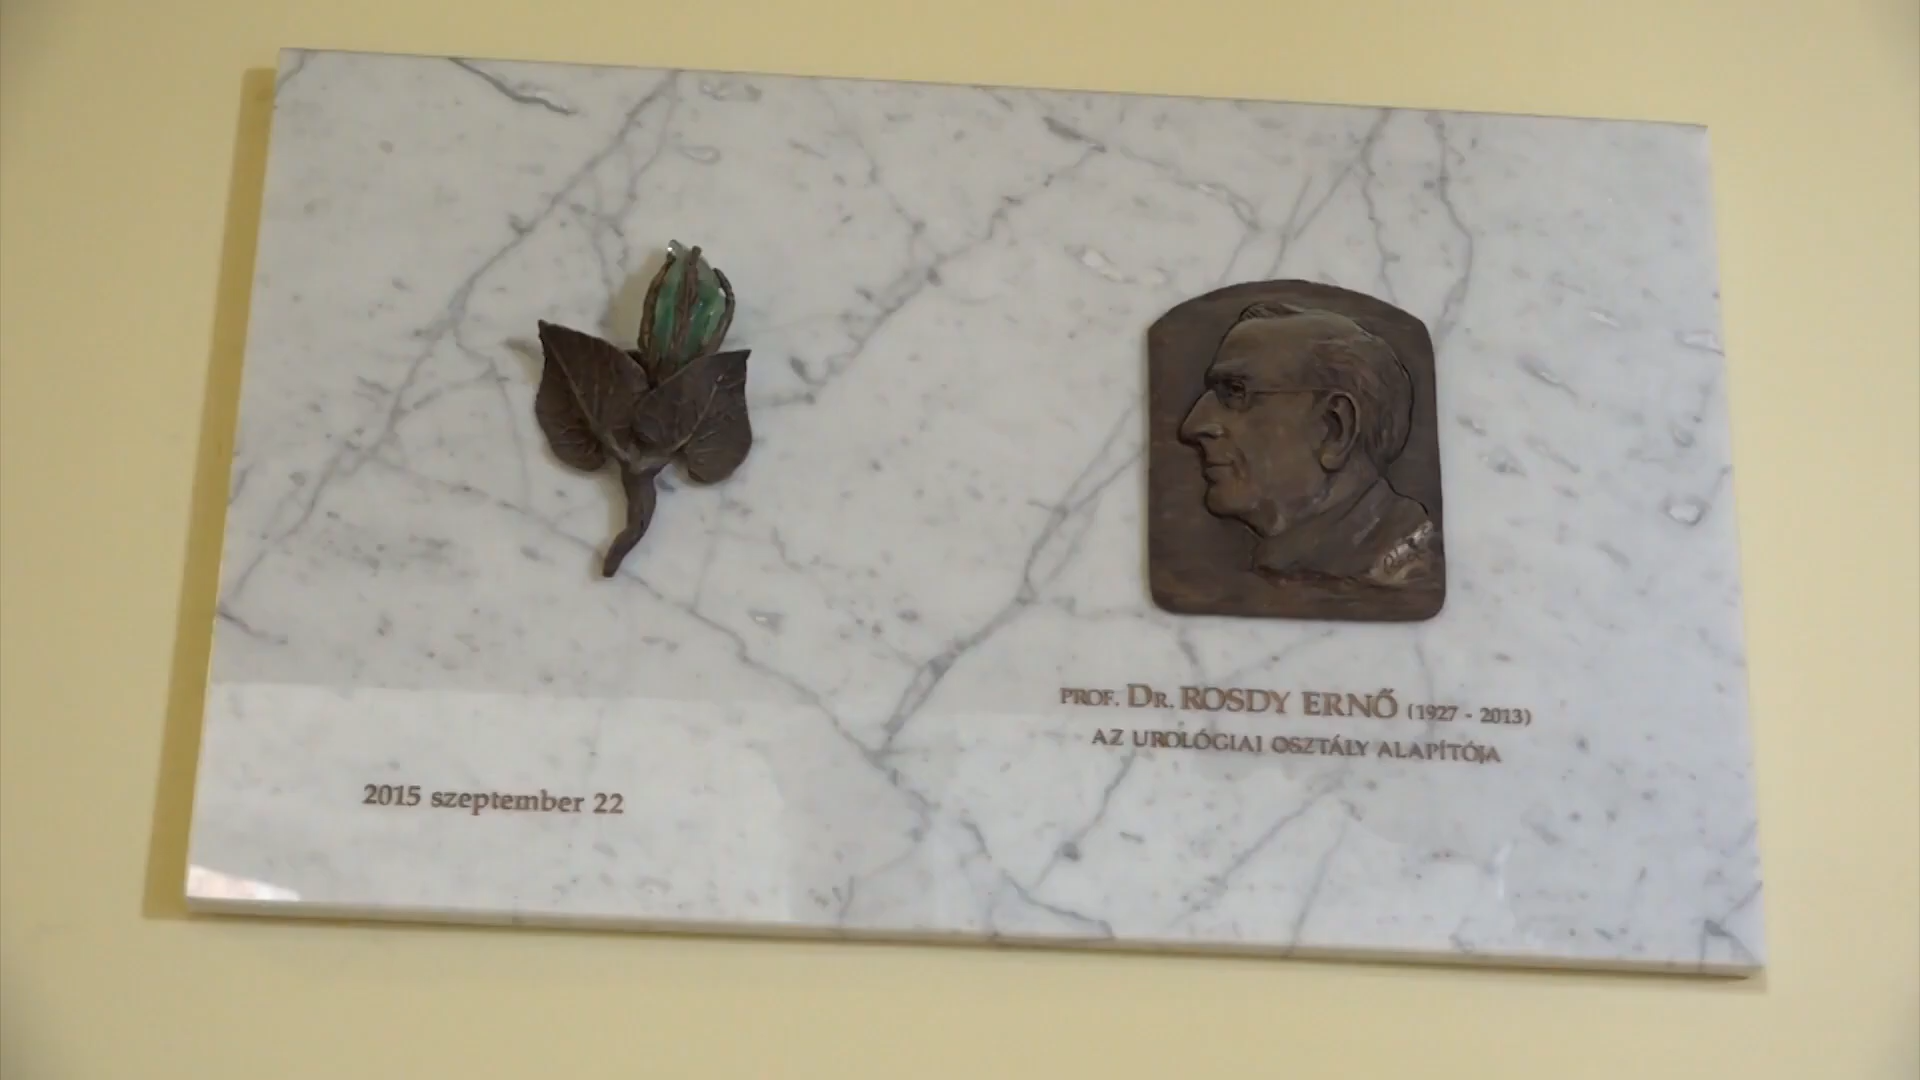 PROF. DR. ROSDY ERNŐ (1927 - 2013)
AZ UROLÓGIAI OSZTÁLY ALAPÍTÓJA
2015 szeptember 22